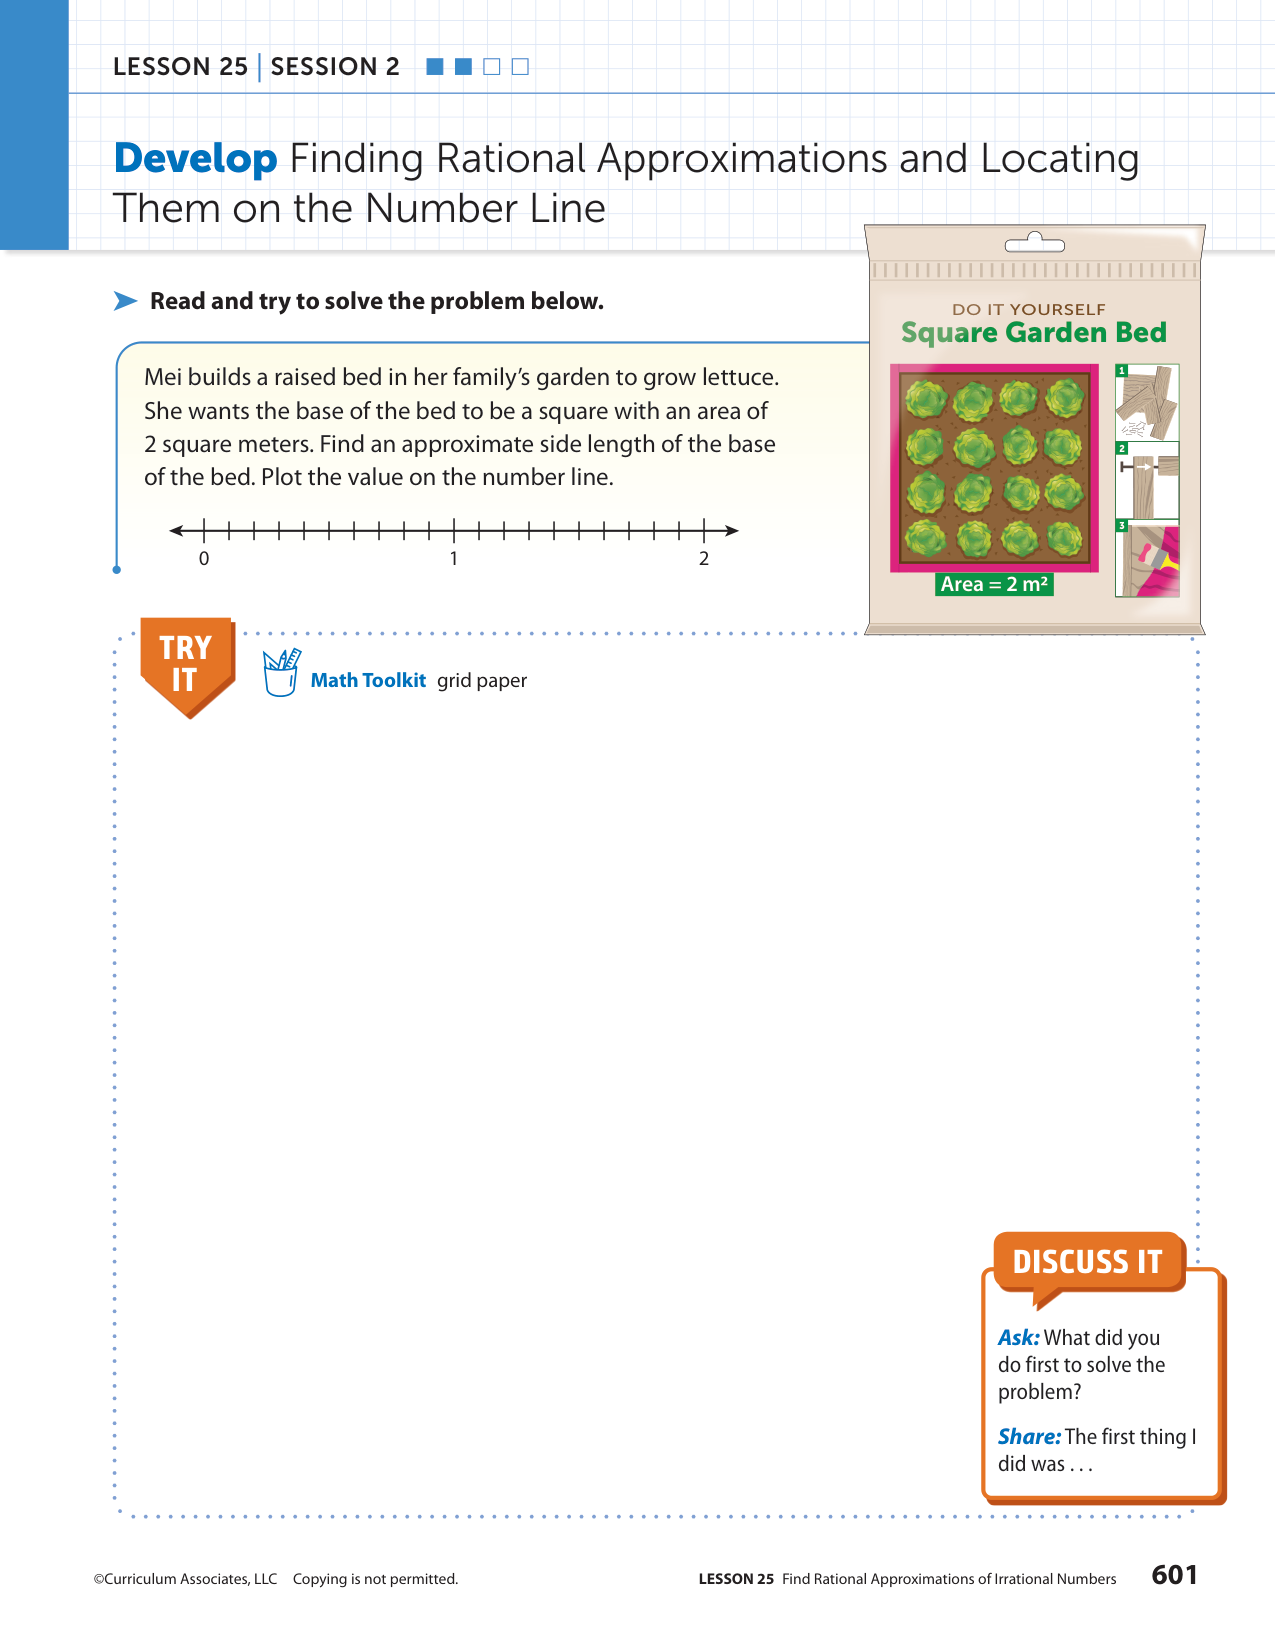 LESSON 25 | SESSION 2
Develop Finding Rational Approximations and Locating
Them on the Number Line
Read and try to solve the problem below.
Mei builds a raised bed in her family’s garden to grow lettuce.
She wants the base of the bed to be a square with an area of
2 square meters. Find an approximate side length of the base
of the bed. Plot the value on the number line.
0 1 2
DO IT YOURSELF
Square Garden Bed
1
2
3
Area = 2 m²
TRY
IT
Math Toolkit grid paper
DISCUSS IT
Ask: What did you
do first to solve the
problem?
Share: The first thing I
did was . . .
©Curriculum Associates, LLC Copying is not permitted.
LESSON 25 Find Rational Approximations of Irrational Numbers 601